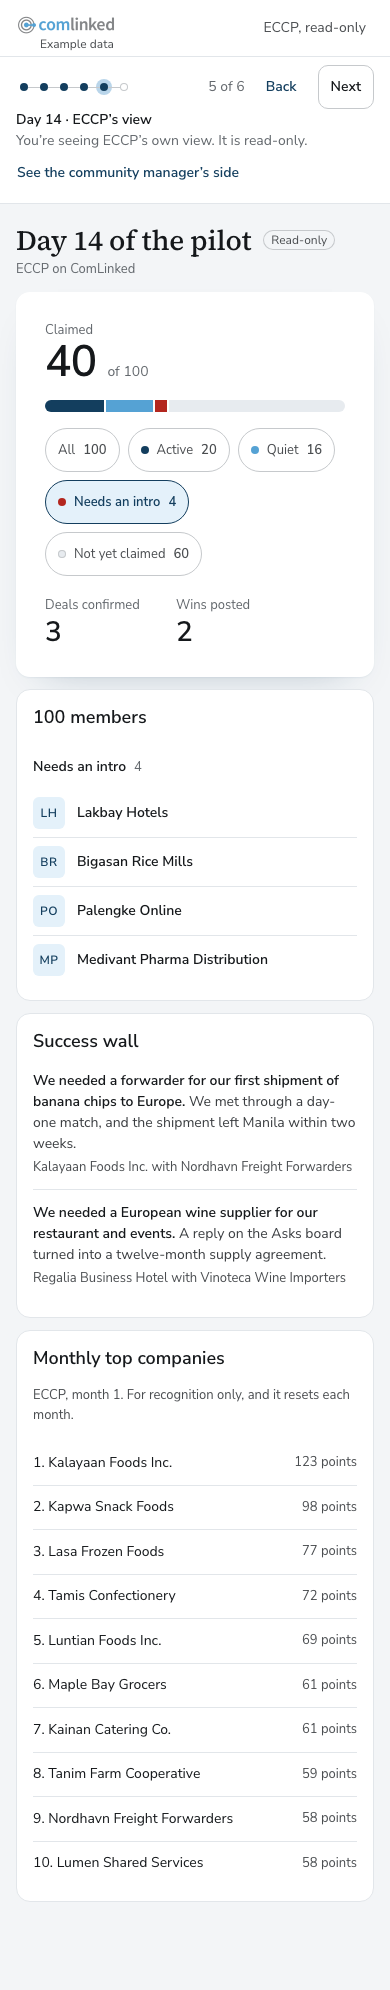 comlinked
Example data
ECCP, read-only
5 of 6
Back
Next
Day 14 · ECCP’s view
You’re seeing ECCP’s own view. It is read-only.
See the community manager’s side
Day 14 of the pilot
Read-only
ECCP on ComLinked
Claimed
40 of 100
All 100
Active 20
Quiet 16
Needs an intro 4
Not yet claimed 60
Deals confirmed
3
Wins posted
2
100 members
Needs an intro 4
LH Lakbay Hotels
BR Bigasan Rice Mills
PO Palengke Online
MP Medivant Pharma Distribution
Success wall
We needed a forwarder for our first shipment of
banana chips to Europe. We met through a day-
one match, and the shipment left Manila within two
weeks.
Kalayaan Foods Inc. with Nordhavn Freight Forwarders
We needed a European wine supplier for our
restaurant and events. A reply on the Asks board
turned into a twelve-month supply agreement.
Regalia Business Hotel with Vinoteca Wine Importers
Monthly top companies
ECCP, month 1. For recognition only, and it resets each
month.
1. Kalayaan Foods Inc. 123 points
2. Kapwa Snack Foods 98 points
3. Lasa Frozen Foods 77 points
4. Tamis Confectionery 72 points
5. Luntian Foods Inc. 69 points
6. Maple Bay Grocers 61 points
7. Kainan Catering Co. 61 points
8. Tanim Farm Cooperative 59 points
9. Nordhavn Freight Forwarders 58 points
10. Lumen Shared Services 58 points